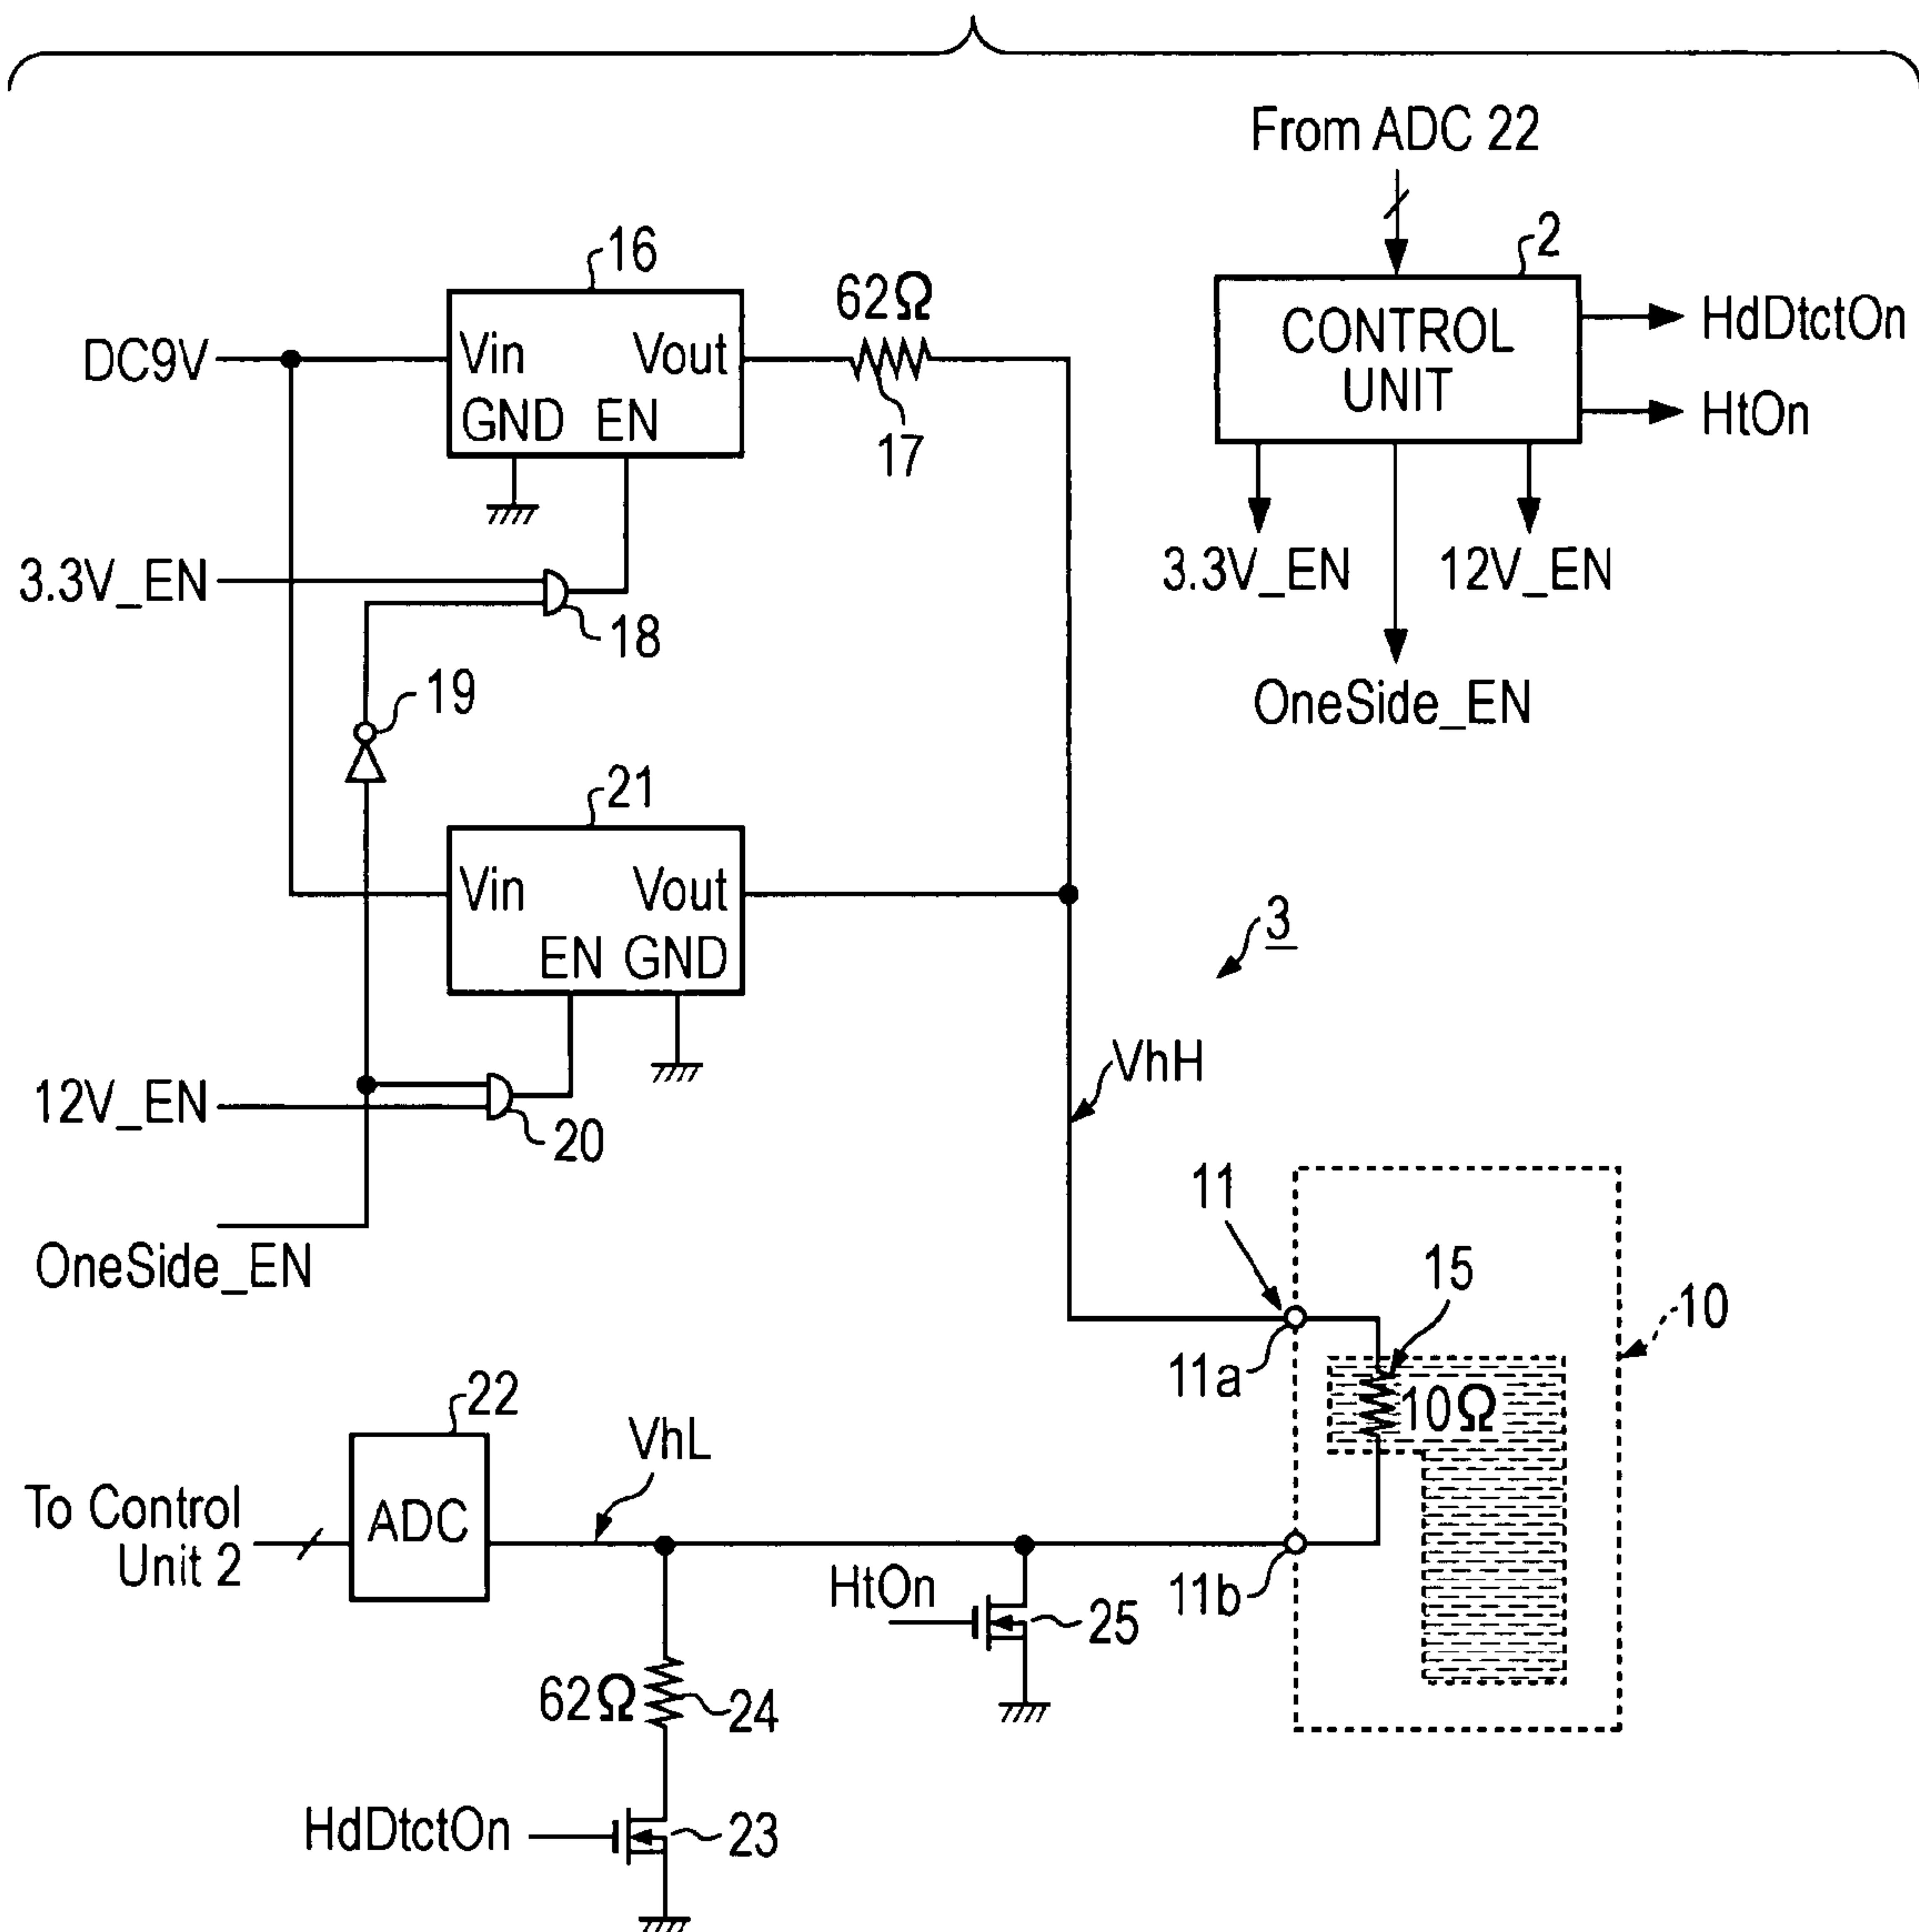 From ADC 22
2
CONTROL
UNIT
HdDtctOn
HtOn
3.3V_EN
12V_EN
OneSide_EN
16
62Ω
DC9V
Vin
Vout
GND
EN
17
3.3V_EN
18
19
21
Vin
Vout
EN
GND
3
VhH
12V_EN
20
OneSide_EN
11
15
10
11a
10Ω
22
VhL
To Control
Unit 2
ADC
HtOn
11b
25
62Ω
24
HdDtctOn
23